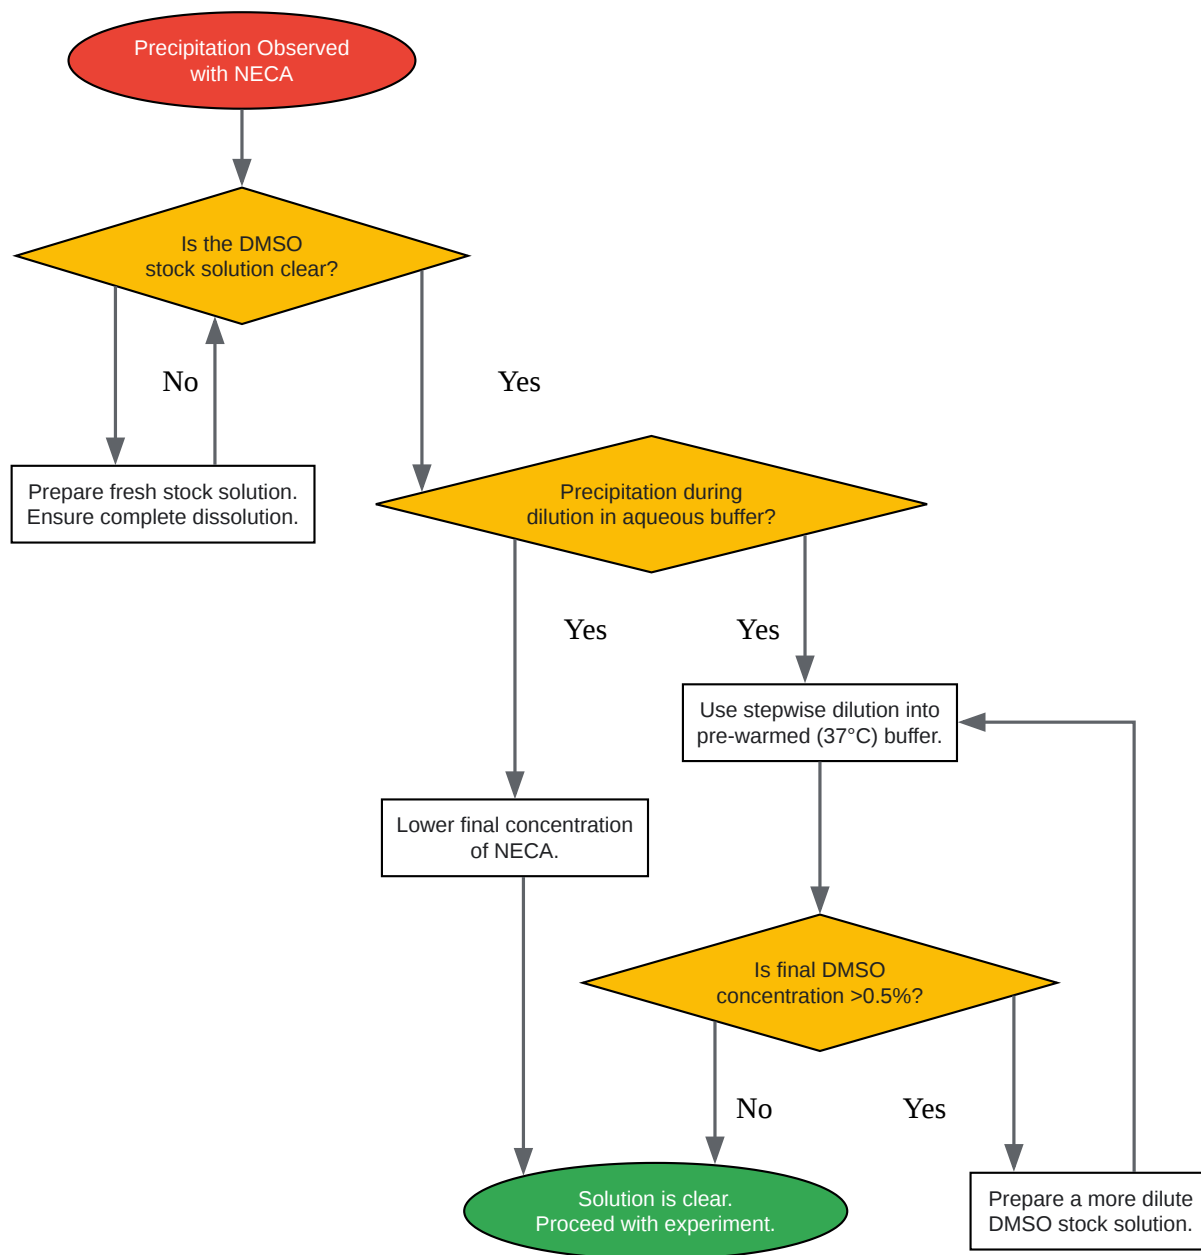 Precipitation Observed
with NECA
Is the DMSO
stock solution clear?
No
Yes
Prepare fresh stock solution.
Ensure complete dissolution.
Precipitation during
dilution in aqueous buffer?
Yes
Yes
Use stepwise dilution into
pre-warmed (37°C) buffer.
Lower final concentration
of NECA.
Is final DMSO
concentration >0.5%?
No
Yes
Solution is clear.
Proceed with experiment.
Prepare a more dilute
DMSO stock solution.